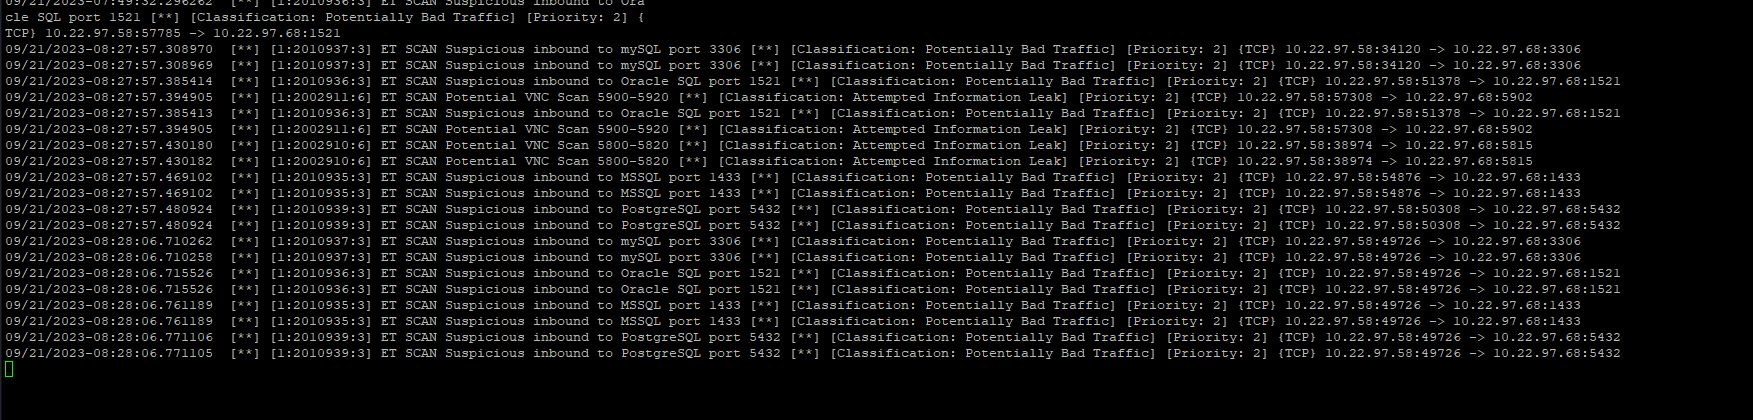 09/21/2023-07:49:32.296262 [**] [1:2010936:3] ET SCAN Suspicious inbound to Ora
cle SQL port 1521 [**] [Classification: Potentially Bad Traffic] [Priority: 2] {
TCP} 10.22.97.58:57785 -> 10.22.97.68:1521
09/21/2023-08:27:57.308970  [**] [1:2010937:3] ET SCAN Suspicious inbound to mySQL port 3306 [**] [Classification: Potentially Bad Traffic] [Priority: 2] {TCP} 10.22.97.58:34120 -> 10.22.97.68:3306
09/21/2023-08:27:57.308969  [**] [1:2010937:3] ET SCAN Suspicious inbound to mySQL port 3306 [**] [Classification: Potentially Bad Traffic] [Priority: 2] {TCP} 10.22.97.58:34120 -> 10.22.97.68:3306
09/21/2023-08:27:57.385414  [**] [1:2010936:3] ET SCAN Suspicious inbound to Oracle SQL port 1521 [**] [Classification: Potentially Bad Traffic] [Priority: 2] {TCP} 10.22.97.58:51378 -> 10.22.97.68:1521
09/21/2023-08:27:57.394905  [**] [1:2002911:6] ET SCAN Potential VNC Scan 5900-5920 [**] [Classification: Attempted Information Leak] [Priority: 2] {TCP} 10.22.97.58:57308 -> 10.22.97.68:5902
09/21/2023-08:27:57.385413  [**] [1:2010936:3] ET SCAN Suspicious inbound to Oracle SQL port 1521 [**] [Classification: Potentially Bad Traffic] [Priority: 2] {TCP} 10.22.97.58:51378 -> 10.22.97.68:1521
09/21/2023-08:27:57.394905  [**] [1:2002911:6] ET SCAN Potential VNC Scan 5900-5920 [**] [Classification: Attempted Information Leak] [Priority: 2] {TCP} 10.22.97.58:57308 -> 10.22.97.68:5902
09/21/2023-08:27:57.430180  [**] [1:2002910:6] ET SCAN Potential VNC Scan 5800-5820 [**] [Classification: Attempted Information Leak] [Priority: 2] {TCP} 10.22.97.58:38974 -> 10.22.97.68:5815
09/21/2023-08:27:57.430182  [**] [1:2002910:6] ET SCAN Potential VNC Scan 5800-5820 [**] [Classification: Attempted Information Leak] [Priority: 2] {TCP} 10.22.97.58:38974 -> 10.22.97.68:5815
09/21/2023-08:27:57.469102  [**] [1:2010935:3] ET SCAN Suspicious inbound to MSSQL port 1433 [**] [Classification: Potentially Bad Traffic] [Priority: 2] {TCP} 10.22.97.58:54876 -> 10.22.97.68:1433
09/21/2023-08:27:57.469102  [**] [1:2010935:3] ET SCAN Suspicious inbound to MSSQL port 1433 [**] [Classification: Potentially Bad Traffic] [Priority: 2] {TCP} 10.22.97.58:54876 -> 10.22.97.68:1433
09/21/2023-08:27:57.480924  [**] [1:2010939:3] ET SCAN Suspicious inbound to PostgreSQL port 5432 [**] [Classification: Potentially Bad Traffic] [Priority: 2] {TCP} 10.22.97.58:50308 -> 10.22.97.68:5432
09/21/2023-08:27:57.480924  [**] [1:2010939:3] ET SCAN Suspicious inbound to PostgreSQL port 5432 [**] [Classification: Potentially Bad Traffic] [Priority: 2] {TCP} 10.22.97.58:50308 -> 10.22.97.68:5432
09/21/2023-08:28:06.710262  [**] [1:2010937:3] ET SCAN Suspicious inbound to mySQL port 3306 [**] [Classification: Potentially Bad Traffic] [Priority: 2] {TCP} 10.22.97.58:49726 -> 10.22.97.68:3306
09/21/2023-08:28:06.710258  [**] [1:2010937:3] ET SCAN Suspicious inbound to mySQL port 3306 [**] [Classification: Potentially Bad Traffic] [Priority: 2] {TCP} 10.22.97.58:49726 -> 10.22.97.68:3306
09/21/2023-08:28:06.715526  [**] [1:2010936:3] ET SCAN Suspicious inbound to Oracle SQL port 1521 [**] [Classification: Potentially Bad Traffic] [Priority: 2] {TCP} 10.22.97.58:49726 -> 10.22.97.68:1521
09/21/2023-08:28:06.715526  [**] [1:2010936:3] ET SCAN Suspicious inbound to Oracle SQL port 1521 [**] [Classification: Potentially Bad Traffic] [Priority: 2] {TCP} 10.22.97.58:49726 -> 10.22.97.68:1521
09/21/2023-08:28:06.761189  [**] [1:2010935:3] ET SCAN Suspicious inbound to MSSQL port 1433 [**] [Classification: Potentially Bad Traffic] [Priority: 2] {TCP} 10.22.97.58:49726 -> 10.22.97.68:1433
09/21/2023-08:28:06.761189  [**] [1:2010935:3] ET SCAN Suspicious inbound to MSSQL port 1433 [**] [Classification: Potentially Bad Traffic] [Priority: 2] {TCP} 10.22.97.58:49726 -> 10.22.97.68:1433
09/21/2023-08:28:06.771106  [**] [1:2010939:3] ET SCAN Suspicious inbound to PostgreSQL port 5432 [**] [Classification: Potentially Bad Traffic] [Priority: 2] {TCP} 10.22.97.58:49726 -> 10.22.97.68:5432
09/21/2023-08:28:06.771105  [**] [1:2010939:3] ET SCAN Suspicious inbound to PostgreSQL port 5432 [**] [Classification: Potentially Bad Traffic] [Priority: 2] {TCP} 10.22.97.58:49726 -> 10.22.97.68:5432